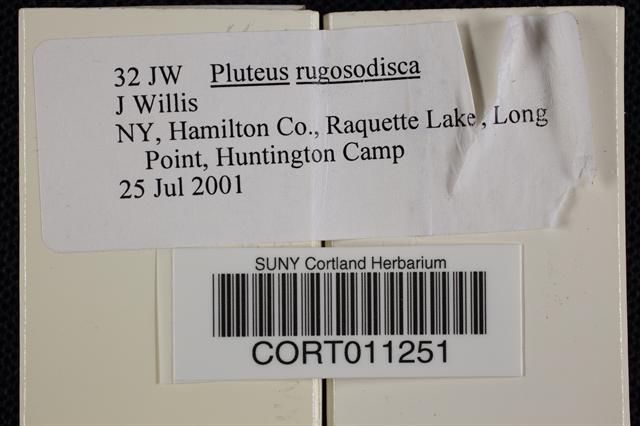 32 JW Pluteus rugosodisca
J Willis
NY, Hamilton Co., Raquette Lake, Long
Point, Huntington Camp
25 Jul 2001
SUNY Cortland Herbarium
CORT011251